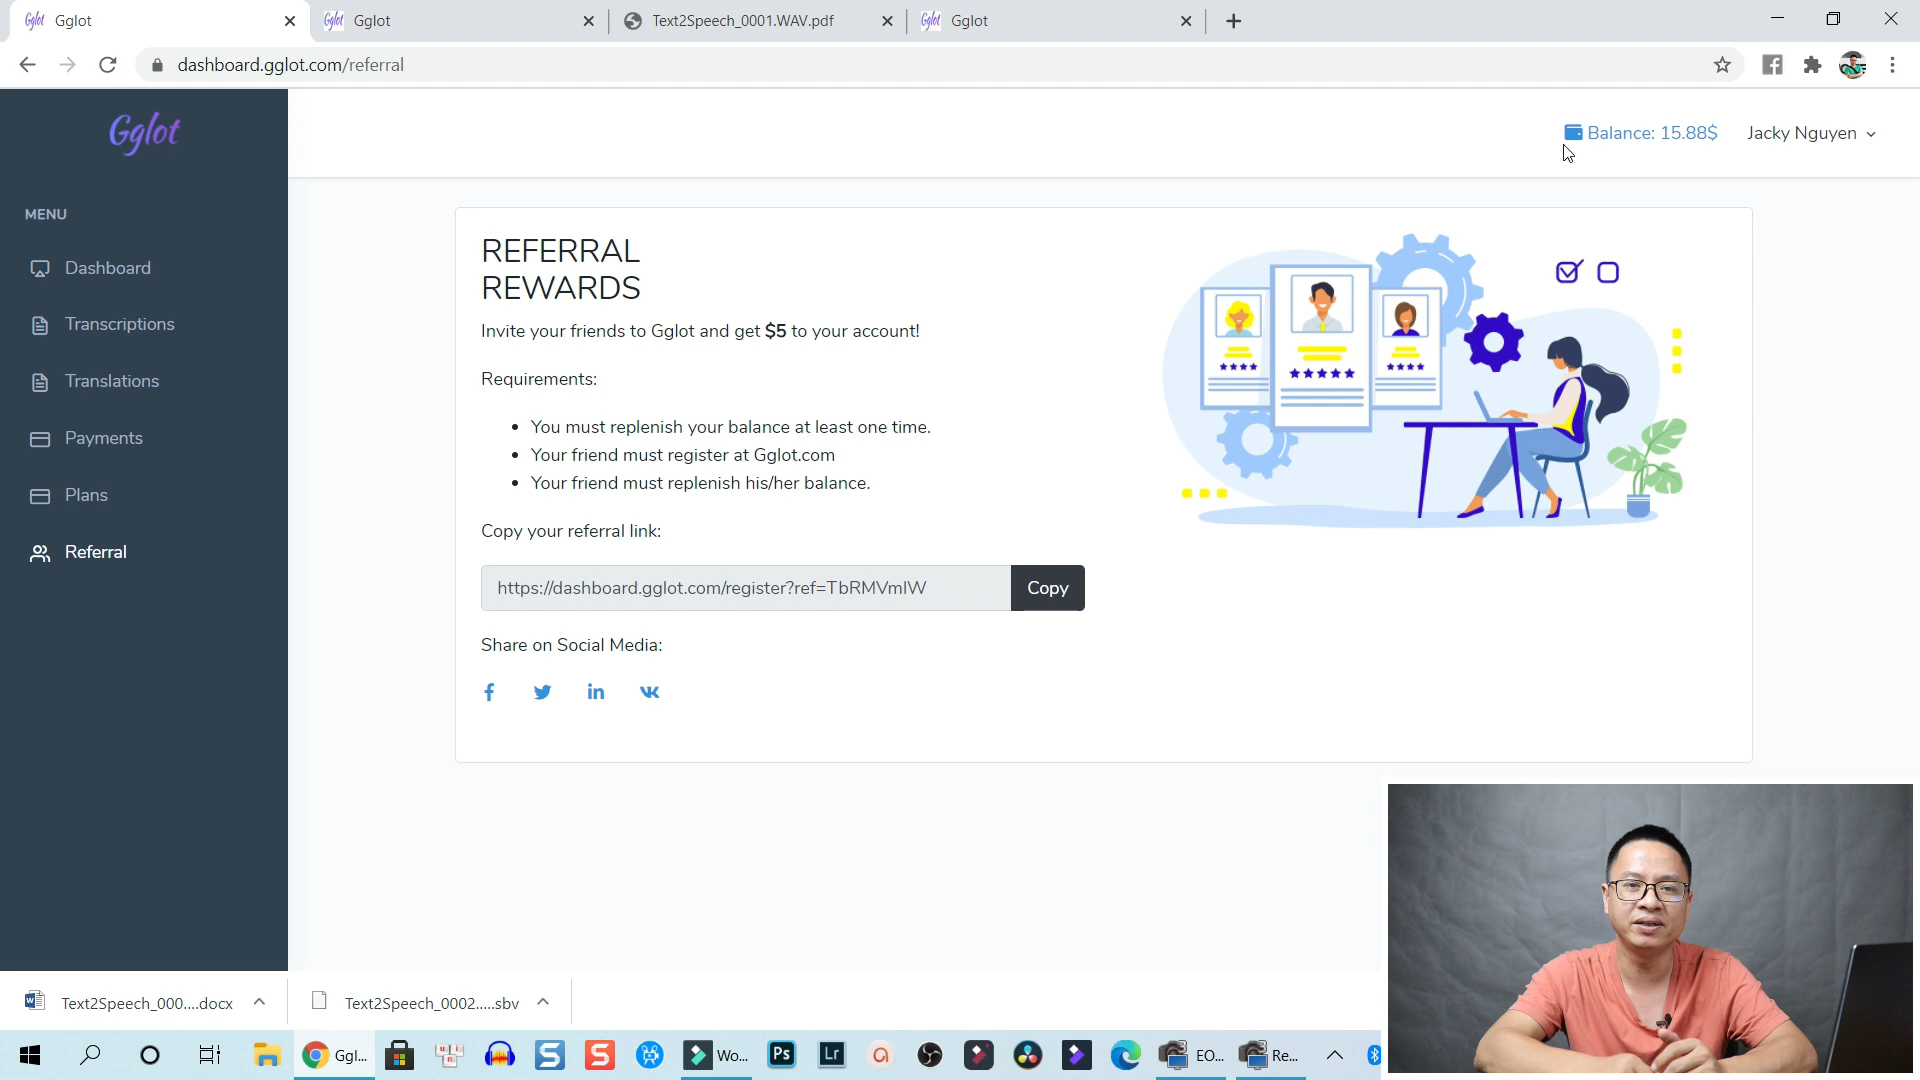 Gglot
Gglot
Text2Speech_0001.WAV.pdf
Gglot
dashboard.gglot.com/referral
Gglot
Balance: 15.88$
Jacky Nguyen
MENU
Dashboard
Transcriptions
Translations
Payments
Plans
Referral
REFERRAL
REWARDS
Invite your friends to Gglot and get $5 to your account!
Requirements:
You must replenish your balance at least one time.
Your friend must register at Gglot.com
Your friend must replenish his/her balance.
Copy your referral link:
https://dashboard.gglot.com/register?ref=TbRMVmlW
Copy
Share on Social Media:
Text2Speech_000....docx
Text2Speech_0002.....sbv
Ggl...
Wo...
Ps
Lr
EO...
Re...